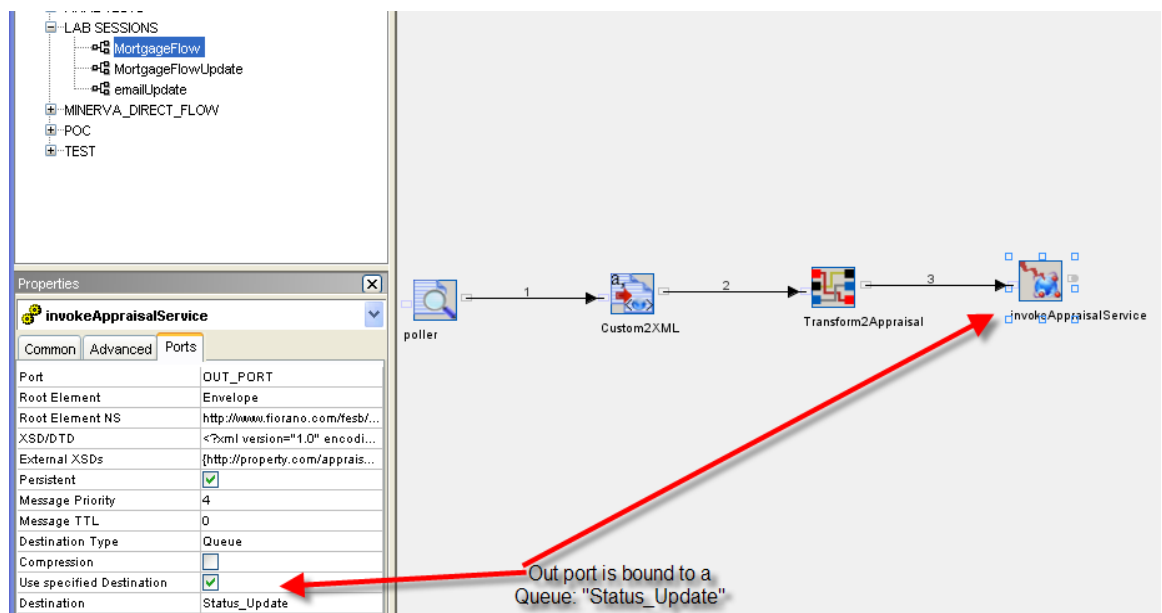 LAB SESSIONS
MortgageFlow
MortgageFlowUpdate
emailUpdate
MINERVA_DIRECT_FLOW
POC
TEST
Properties
invokeAppraisalService
Common Advanced Ports
Port OUT_PORT
Root Element Envelope
Root Element NS http://www.fiorano.com/fesb/...
XSD/DTD <?xml version="1.0" encodi...
External XSDs {http://property.com/apprais...
Persistent
Message Priority 4
Message TTL 0
Destination Type Queue
Compression
Use specified Destination
Destination Status_Update
1
2
3
poller
Custom2XML
Transform2Appraisal
invokeAppraisalService
Out port is bound to a
Queue: "Status_Update"